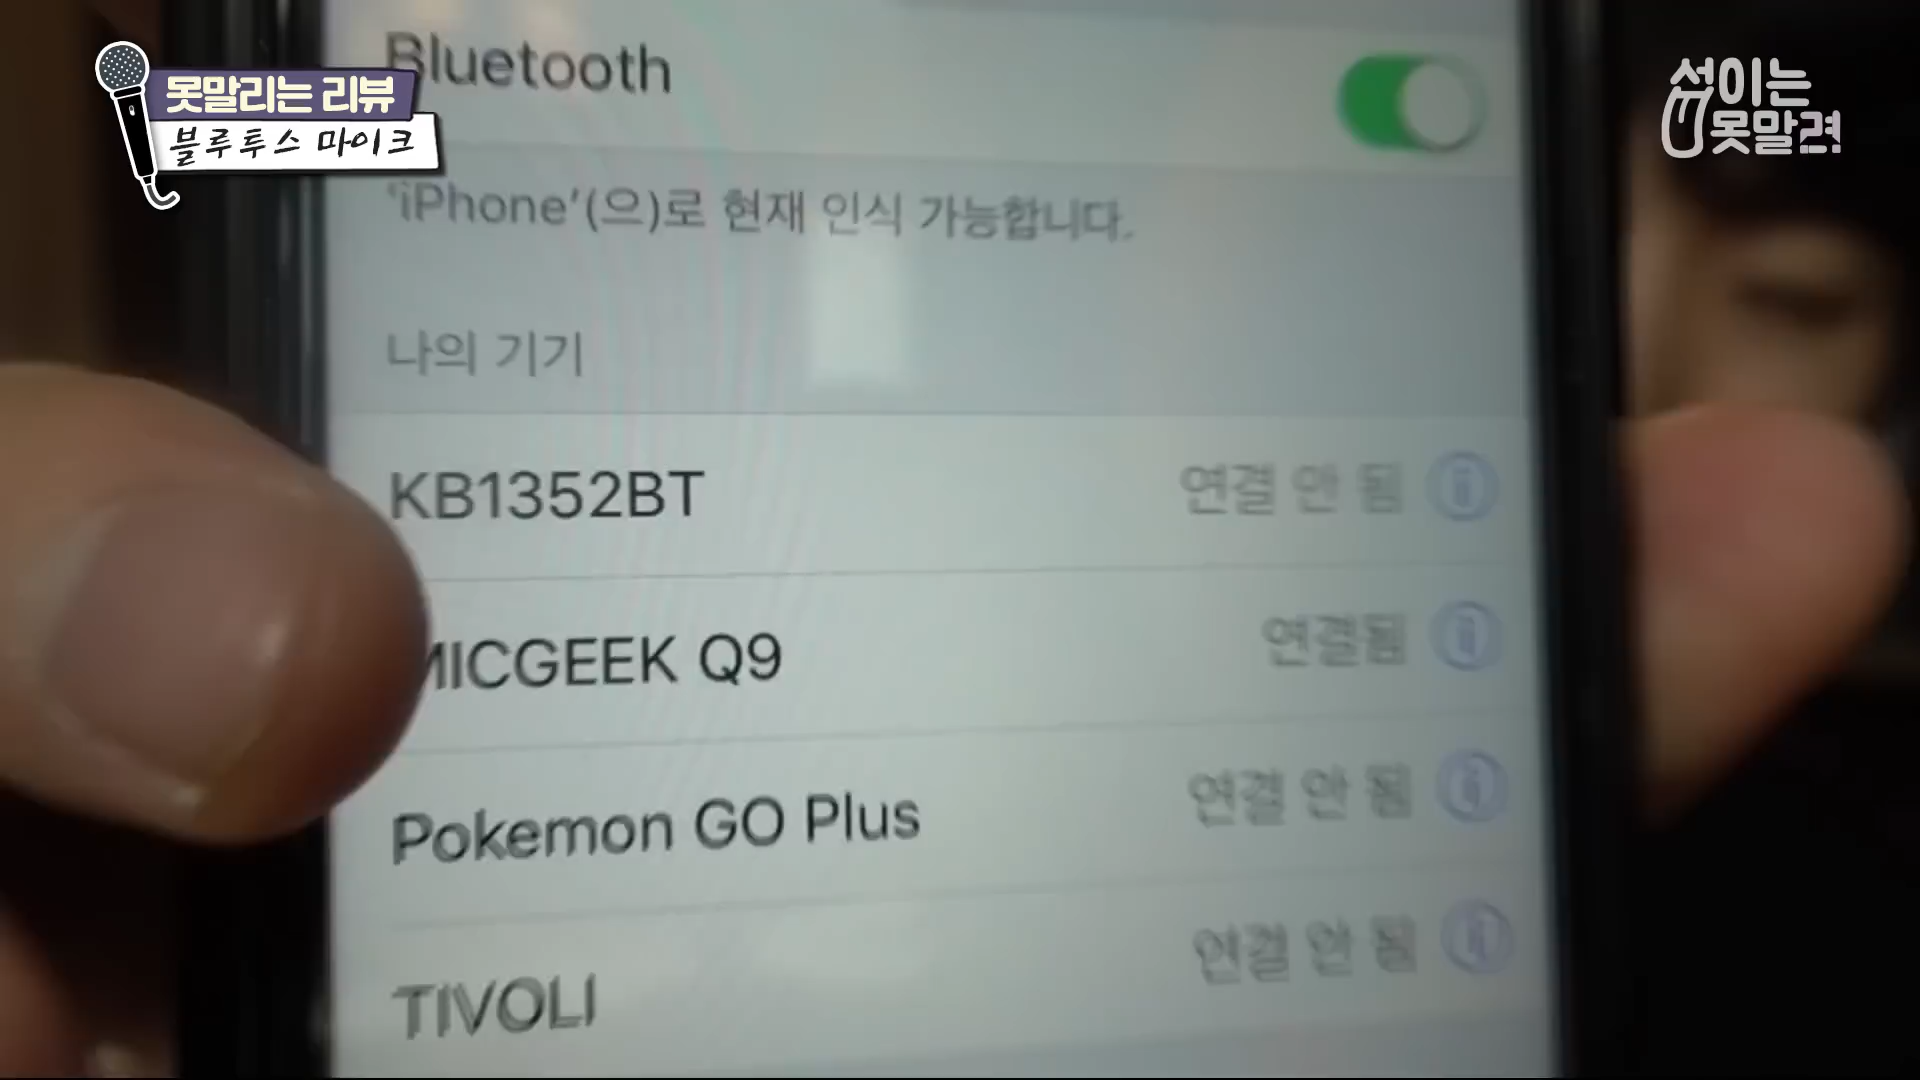 못말리는 리뷰
블루투스 마이크
섭이는
못말려!
Bluetooth
'iPhone'(으)로 현재 인식 가능합니다.
나의 기기
KB1352BT 연결 안 됨
MICGEEK Q9 연결됨
Pokemon GO Plus 연결 안 됨
TIVOLI 연결 안 됨